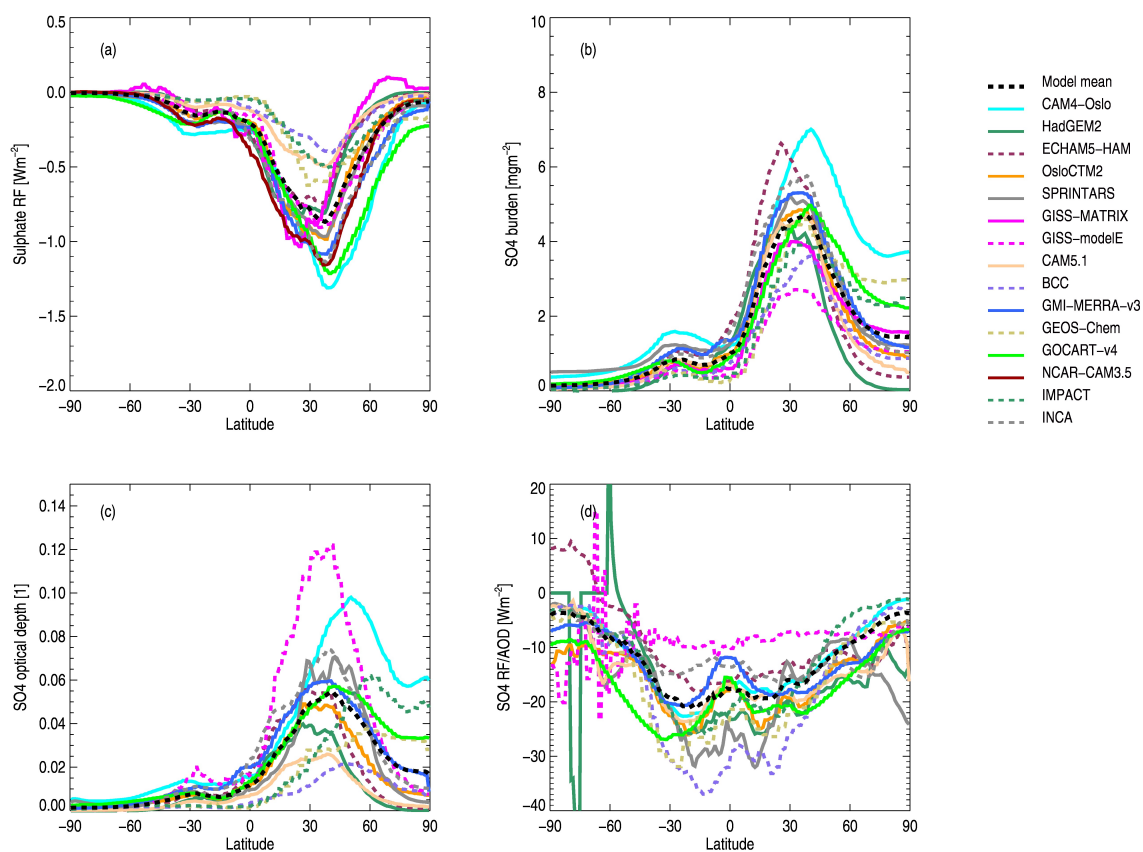 (a)
0.5
0.0
−0.5
−1.0
−1.5
−2.0
Sulphate RF [Wm−2]
−90 −60 −30 0 30 60 90
Latitude
(b)
10
8
6
4
2
0
SO4 burden [mgm−2]
−90 −60 −30 0 30 60 90
Latitude
Model mean
CAM4−Oslo
HadGEM2
ECHAM5−HAM
OsloCTM2
SPRINTARS
GISS−MATRIX
GISS−modelE
CAM5.1
BCC
GMI−MERRA−v3
GEOS−Chem
GOCART−v4
NCAR−CAM3.5
IMPACT
INCA
(c)
0.14
0.12
0.10
0.08
0.06
0.04
0.02
0.00
SO4 optical depth [1]
−90 −60 −30 0 30 60 90
Latitude
(d)
20
10
0
−10
−20
−30
−40
SO4 RF/AOD [Wm−2]
−90 −60 −30 0 30 60 90
Latitude